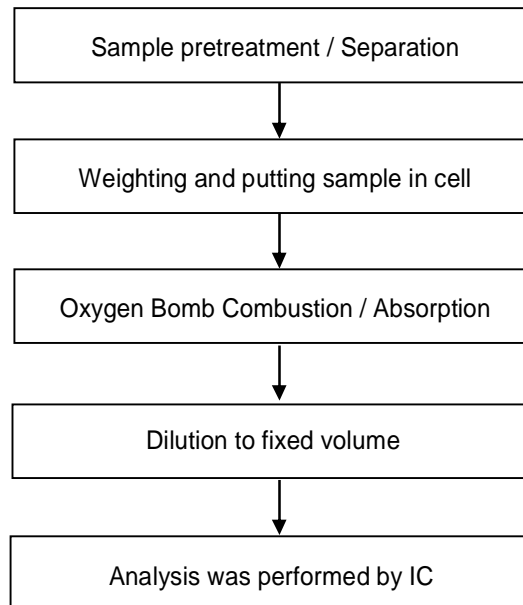 Sample pretreatment / Separation
Weighting and putting sample in cell
Oxygen Bomb Combustion / Absorption
Dilution to fixed volume
Analysis was performed by IC